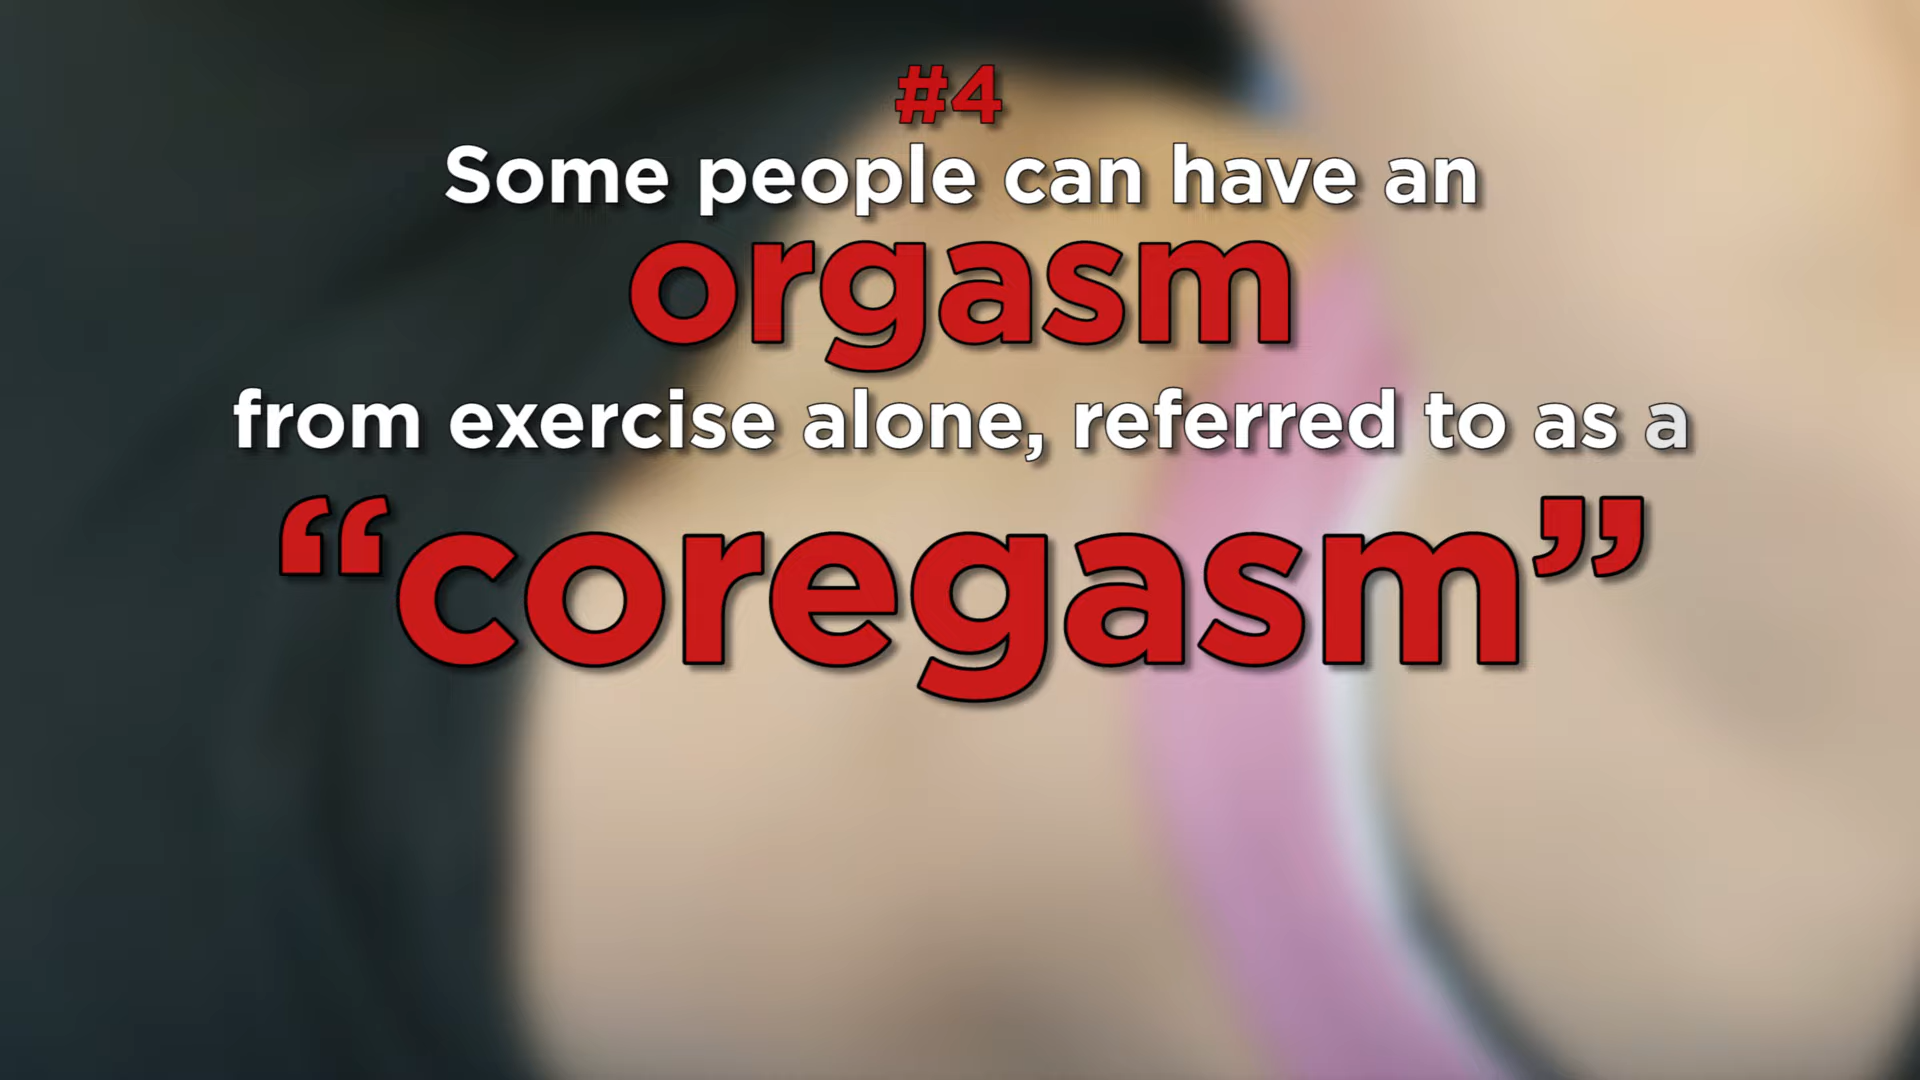 #4
Some people can have an
orgasm
from exercise alone, referred to as a
“coregasm”